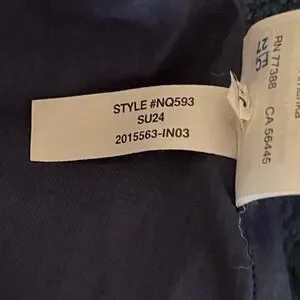 STYLE #NQ593
SU24
2015563-IN03
RN 77388 CA 56445